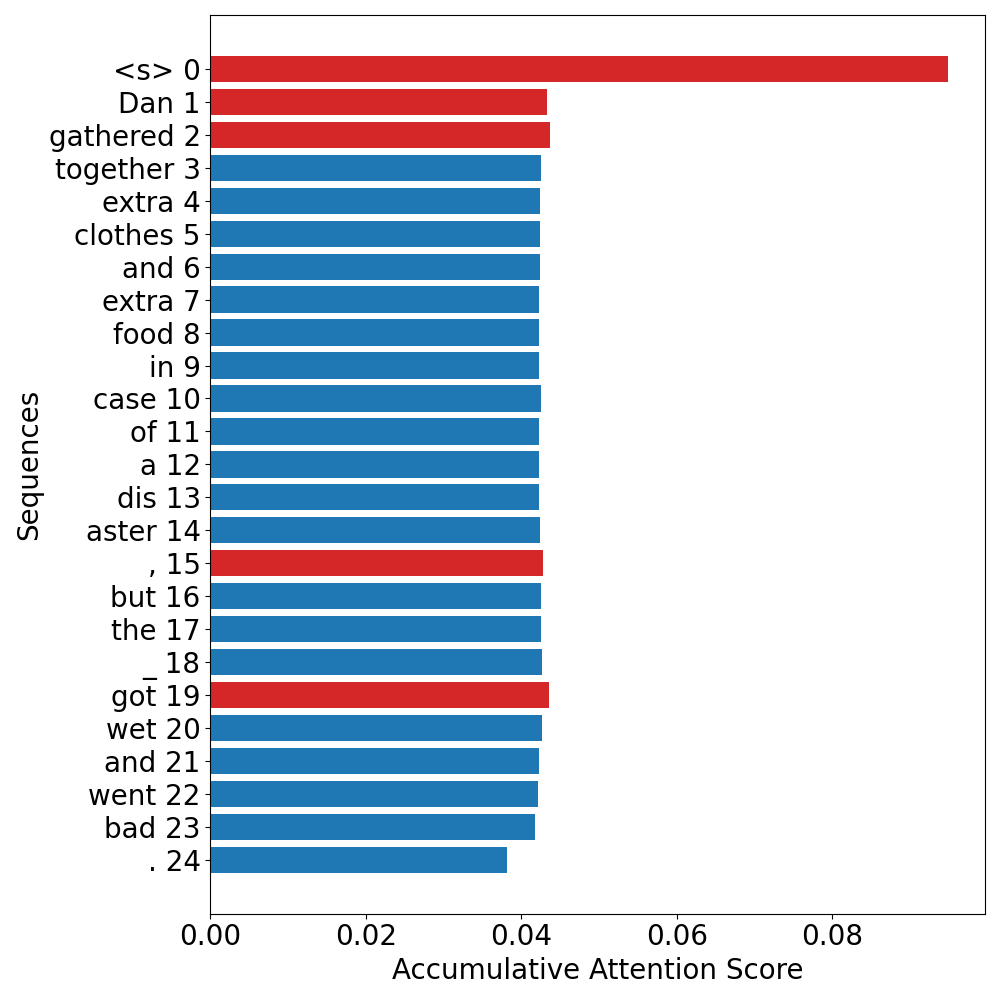 <s> 0
Dan 1
gathered 2
together 3
extra 4
clothes 5
and 6
extra 7
food 8
in 9
case 10
of 11
a 12
dis 13
aster 14
, 15
but 16
the 17
_ 18
got 19
wet 20
and 21
went 22
bad 23
. 24
Sequences
0.00 0.02 0.04 0.06 0.08
Accumulative Attention Score